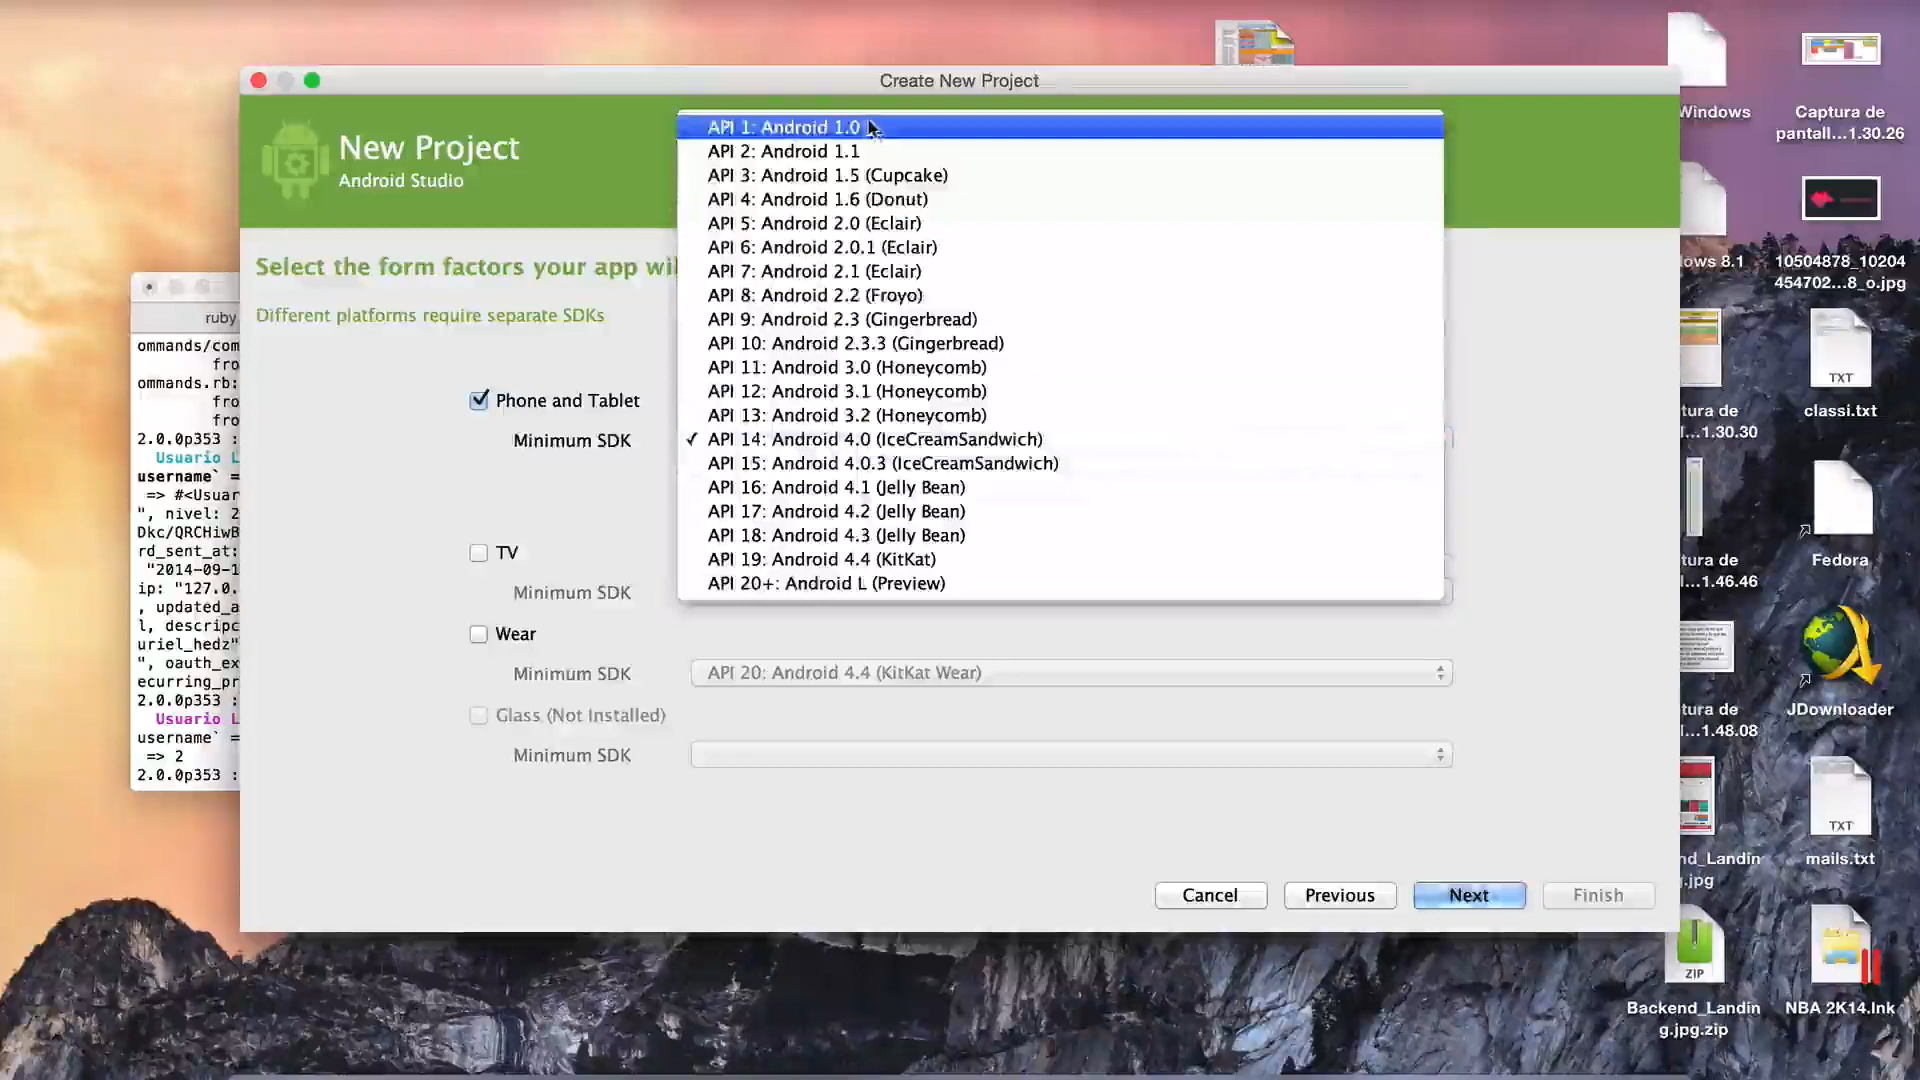 Create New Project
New Project
Android Studio
API 1: Android 1.0
API 2: Android 1.1
API 3: Android 1.5 (Cupcake)
API 4: Android 1.6 (Donut)
API 5: Android 2.0 (Eclair)
API 6: Android 2.0.1 (Eclair)
API 7: Android 2.1 (Eclair)
API 8: Android 2.2 (Froyo)
API 9: Android 2.3 (Gingerbread)
API 10: Android 2.3.3 (Gingerbread)
API 11: Android 3.0 (Honeycomb)
API 12: Android 3.1 (Honeycomb)
API 13: Android 3.2 (Honeycomb)
✓ API 14: Android 4.0 (IceCreamSandwich)
API 15: Android 4.0.3 (IceCreamSandwich)
API 16: Android 4.1 (Jelly Bean)
API 17: Android 4.2 (Jelly Bean)
API 18: Android 4.3 (Jelly Bean)
API 19: Android 4.4 (KitKat)
API 20+: Android L (Preview)
Select the form factors your app wi
Different platforms require separate SDKs
Phone and Tablet
Minimum SDK
TV
Minimum SDK
Wear
Minimum SDK
API 20: Android 4.4 (KitKat Wear)
Glass (Not Installed)
Minimum SDK
Cancel
Previous
Next
Finish
ruby
ommands/com
fro
ommands.rb:
fro
fro
2.0.0p353 :
Usuario L
username` =
=> #<Usuar
", nivel: 2
Dkc/QRCHiwB
rd_sent_at:
"2014-09-1
ip: "127.0.
, updated_a
l, descripc
uriel_hedz"
", oauth_ex
ecurring_pr
2.0.0p353 :
Usuario L
username` =
=> 2
2.0.0p353 :
Windows
Captura de
pantall...1.30.26
ows 8.1
10504878_10204
454702...8_o.jpg
TXT
tura de
l...1.30.30
classi.txt
tura de
l...1.46.46
Fedora
tura de
l...1.48.08
JDownloader
TXT
nd_Landin
.jpg
mails.txt
ZIP
Backend_Landin
g.jpg.zip
NBA 2K14.lnk